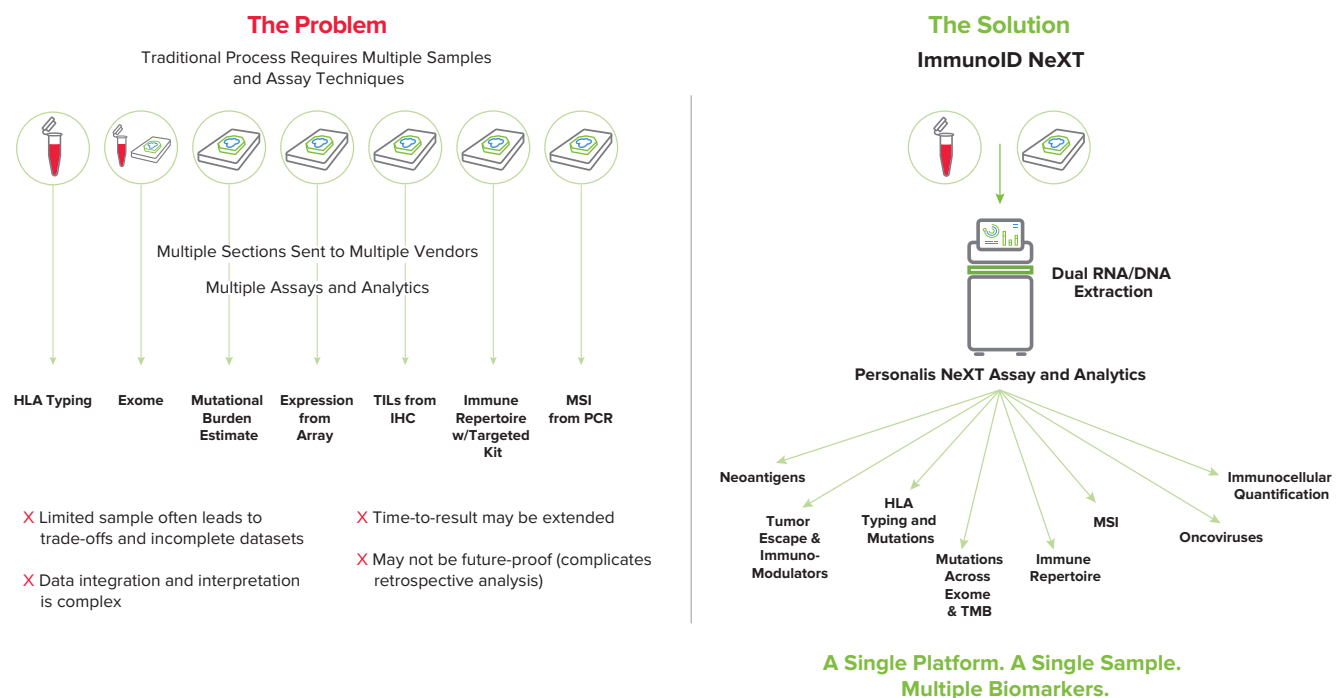 The Problem
Traditional Process Requires Multiple Samples
and Assay Techniques
Multiple Sections Sent to Multiple Vendors
Multiple Assays and Analytics
HLA Typing
Exome
Mutational
Burden
Estimate
Expression
from
Array
TILs from
IHC
Immune
Repertoire
w/Targeted
Kit
MSI
from PCR
X Limited sample often leads to
trade-offs and incomplete datasets
X Data integration and interpretation
is complex
X Time-to-result may be extended
X May not be future-proof (complicates
retrospective analysis)
The Solution
ImmunoID NeXT
Dual RNA/DNA
Extraction
Personalis NeXT Assay and Analytics
Neoantigens
Tumor
Escape &
Immuno-
Modulators
HLA
Typing and
Mutations
Mutations
Across
Exome
& TMB
Immune
Repertoire
MSI
Oncoviruses
Immunocellular
Quantification
A Single Platform. A Single Sample.
Multiple Biomarkers.